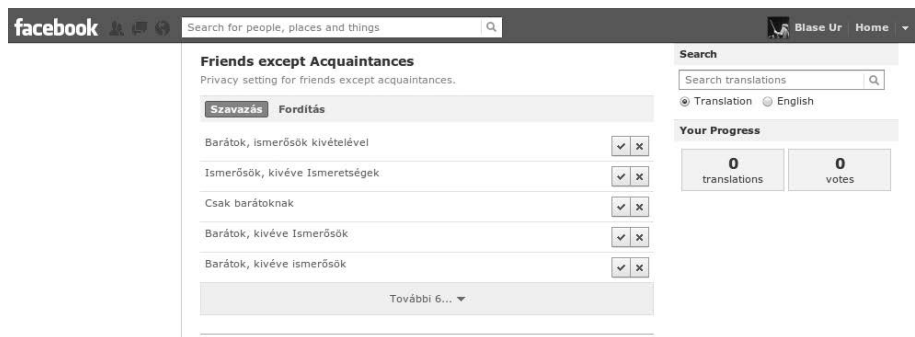 facebook Search for people, places and things Blase Ur Home
Friends except Acquaintances
Privacy setting for friends except acquaintances.
Szavazás Fordítás
Barátok, ismerősök kivételével
Ismerősök, kivéve Ismeretségek
Csak barátoknak
Barátok, kivéve Ismerősök
Barátok, kivéve ismerősök
További 6...
Search
Search translations
Translation English
Your Progress
0 0
translations votes